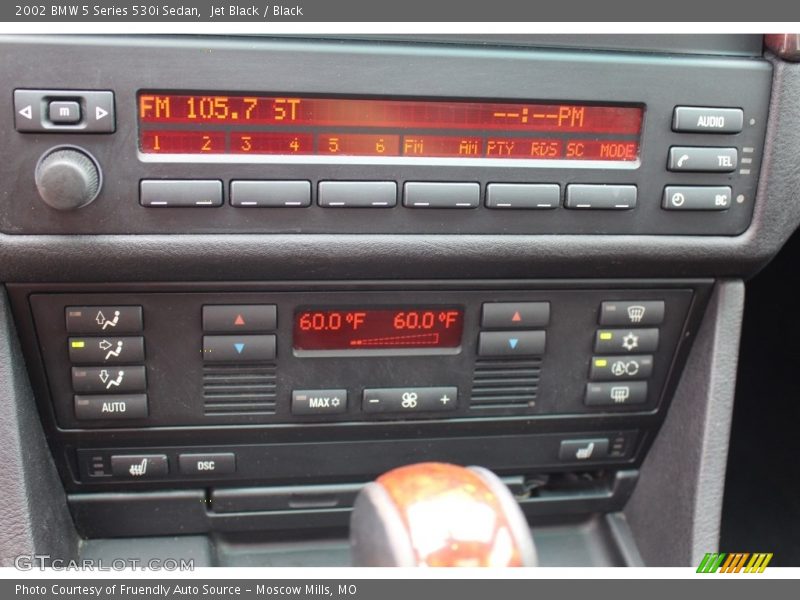 2002 BMW 5 Series 530i Sedan, Jet Black / Black
m
FM 105.7 ST --:--PM
1 2 3 4 5 6 FM AM PTY RDS SC MODE
AUDIO
TEL
BC
60.0°F 60.0°F
AUTO
MAX
- +
A
DSC
GTCARLOT.COM
Photo Courtesy of Fruendly Auto Source – Moscow Mills, MO